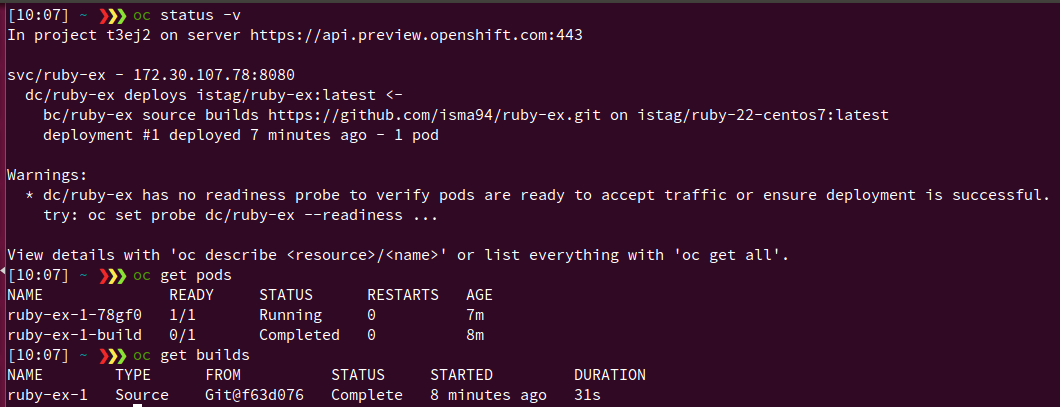 [10:07] ~ ❯❯❯ oc status -v
In project t3ej2 on server https://api.preview.openshift.com:443

svc/ruby-ex - 172.30.107.78:8080
  dc/ruby-ex deploys istag/ruby-ex:latest <-
    bc/ruby-ex source builds https://github.com/isma94/ruby-ex.git on istag/ruby-22-centos7:latest
    deployment #1 deployed 7 minutes ago - 1 pod

Warnings:
  * dc/ruby-ex has no readiness probe to verify pods are ready to accept traffic or ensure deployment is successful.
    try: oc set probe dc/ruby-ex --readiness ...

View details with 'oc describe <resource>/<name>' or list everything with 'oc get all'.
[10:07] ~ ❯❯❯ oc get pods
NAME              READY     STATUS      RESTARTS   AGE
ruby-ex-1-78gf0   1/1       Running     0          7m
ruby-ex-1-build   0/1       Completed   0          8m
[10:07] ~ ❯❯❯ oc get builds
NAME        TYPE      FROM          STATUS     STARTED         DURATION
ruby-ex-1   Source    Git@f63d076   Complete   8 minutes ago   31s